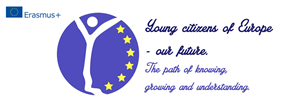 Erasmus+
Young citizens of Europe
- our future.
The path of knowing,
growing and understanding.